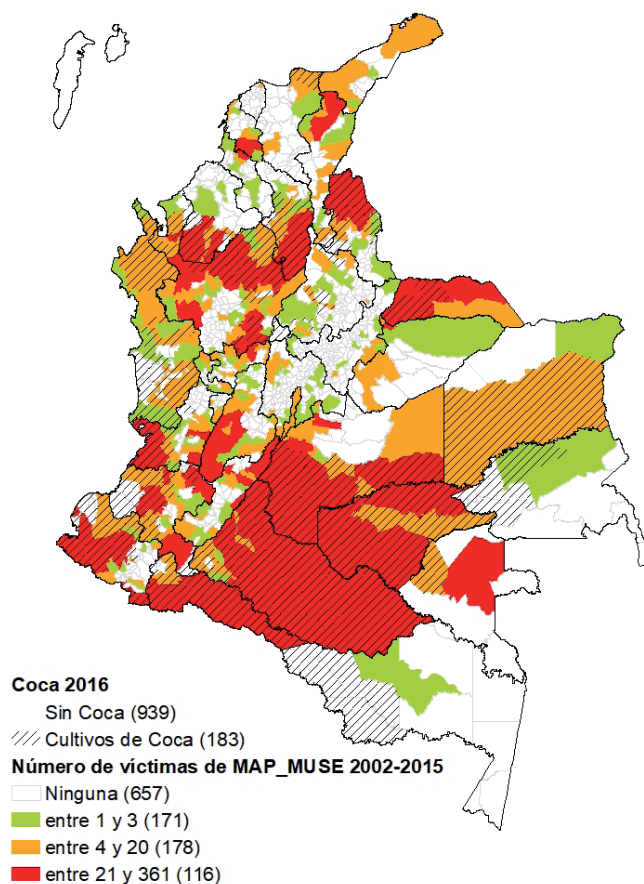 Coca 2016
Sin Coca (939)
Cultivos de Coca (183)
Número de víctimas de MAP_MUSE 2002-2015
Ninguna (657)
entre 1 y 3 (171)
entre 4 y 20 (178)
entre 21 y 361 (116)